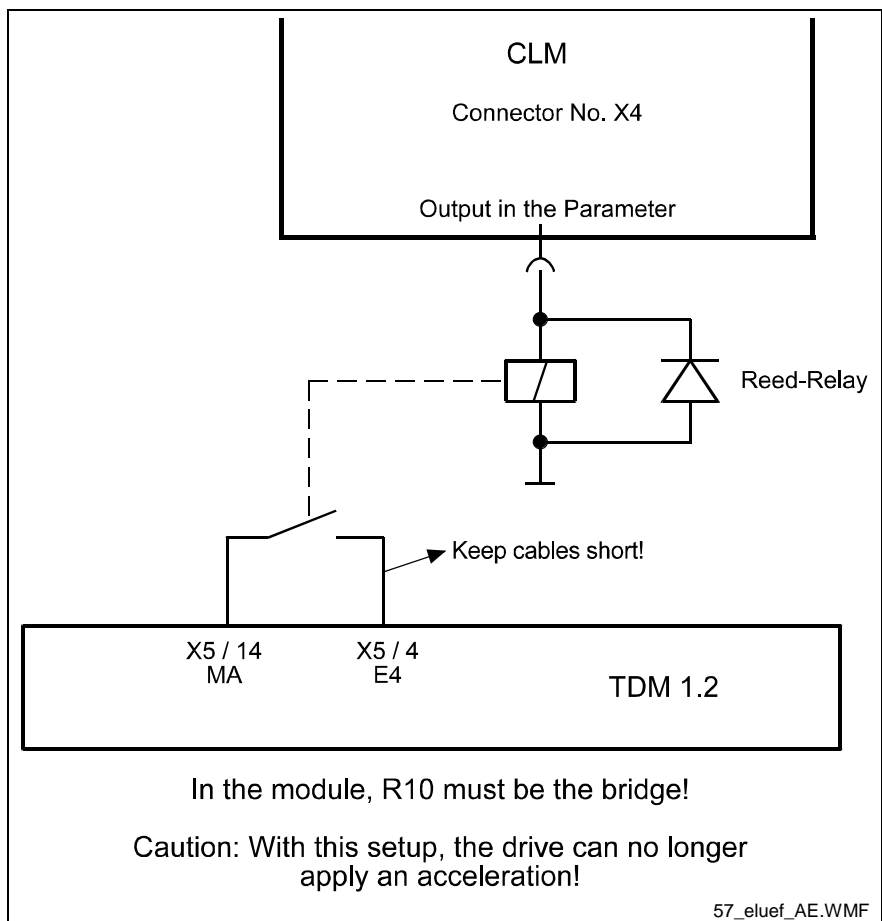 CLM
Connector No. X4
Output in the Parameter
Reed-Relay
Keep cables short!
X5 / 14
MA
X5 / 4
E4
TDM 1.2
In the module, R10 must be the bridge!
Caution: With this setup, the drive can no longer
apply an acceleration!
57_eluef_AE.WMF